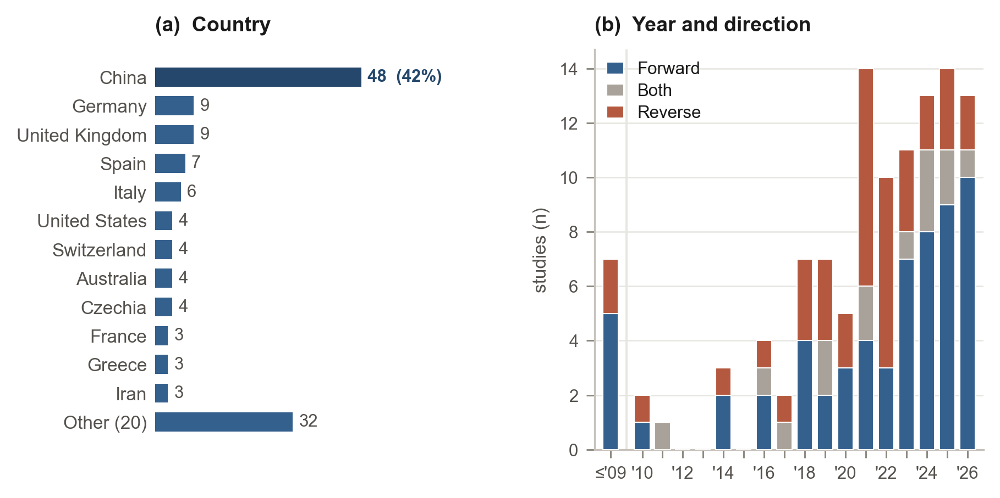 (a) Country
China 48 (42%)
Germany 9
United Kingdom 9
Spain 7
Italy 6
United States 4
Switzerland 4
Australia 4
Czechia 4
France 3
Greece 3
Iran 3
Other (20) 32
(b) Year and direction
Forward
Both
Reverse
studies (n)
14
12
10
8
6
4
2
0
≤'09 '10 '12 '14 '16 '18 '20 '22 '24 '26